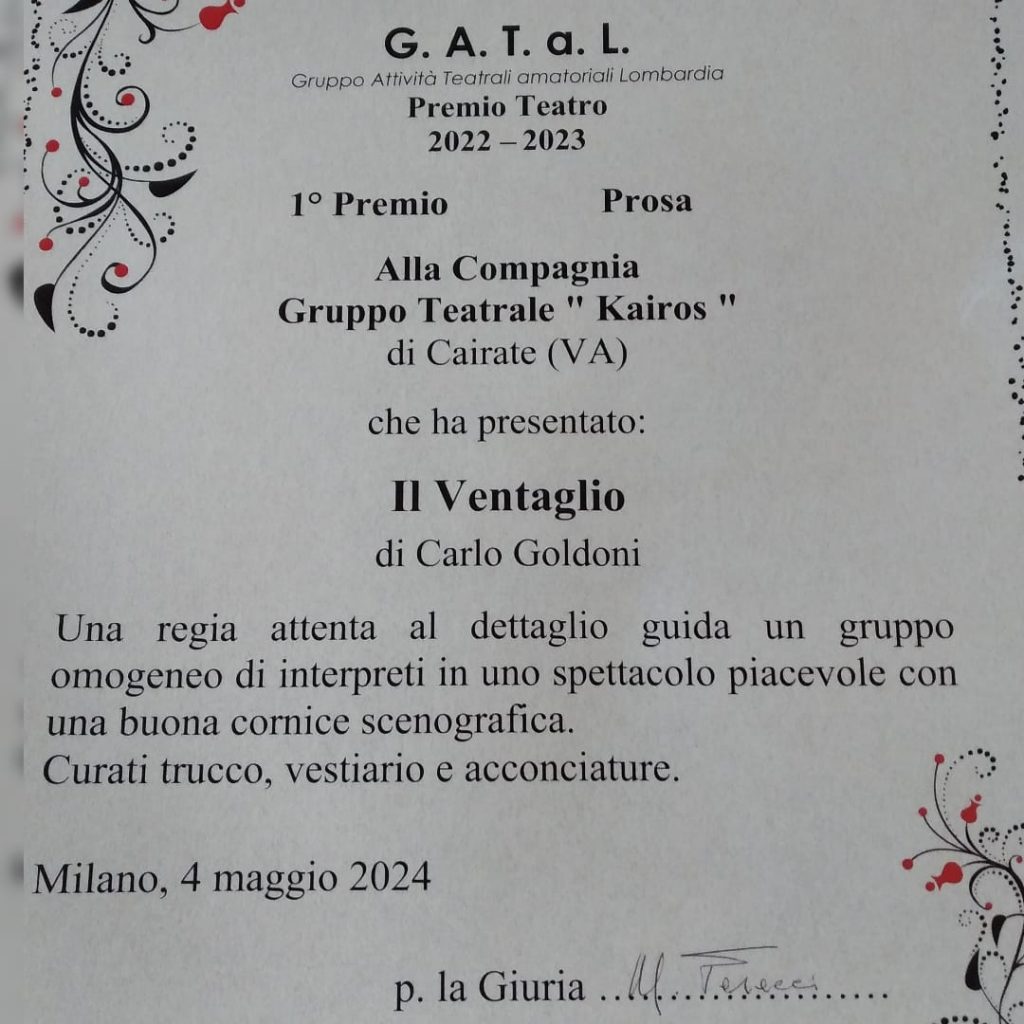 G. A. T. a. L.
Gruppo Attività Teatrali amatoriali Lombardia
Premio Teatro
2022 – 2023
1° Premio Prosa
Alla Compagnia
Gruppo Teatrale " Kairos "
di Cairate (VA)
che ha presentato:
Il Ventaglio
di Carlo Goldoni
Una regia attenta al dettaglio guida un gruppo
omogeneo di interpreti in uno spettacolo piacevole con
una buona cornice scenografica.
Curati trucco, vestiario e acconciature.
Milano, 4 maggio 2024
p. la Giuria